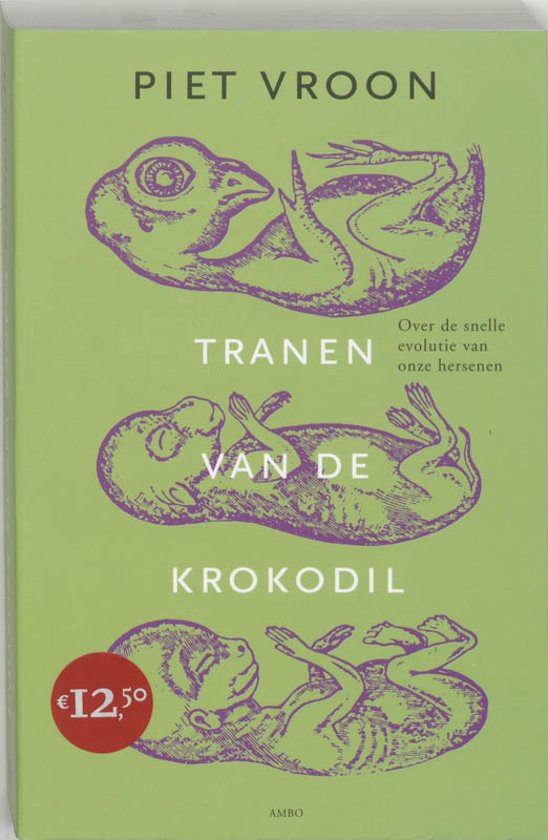 PIET VROON
TRANEN
Over de snelle
evolutie van
onze hersenen
VAN DE
KROKODIL
€12,50
AMBO